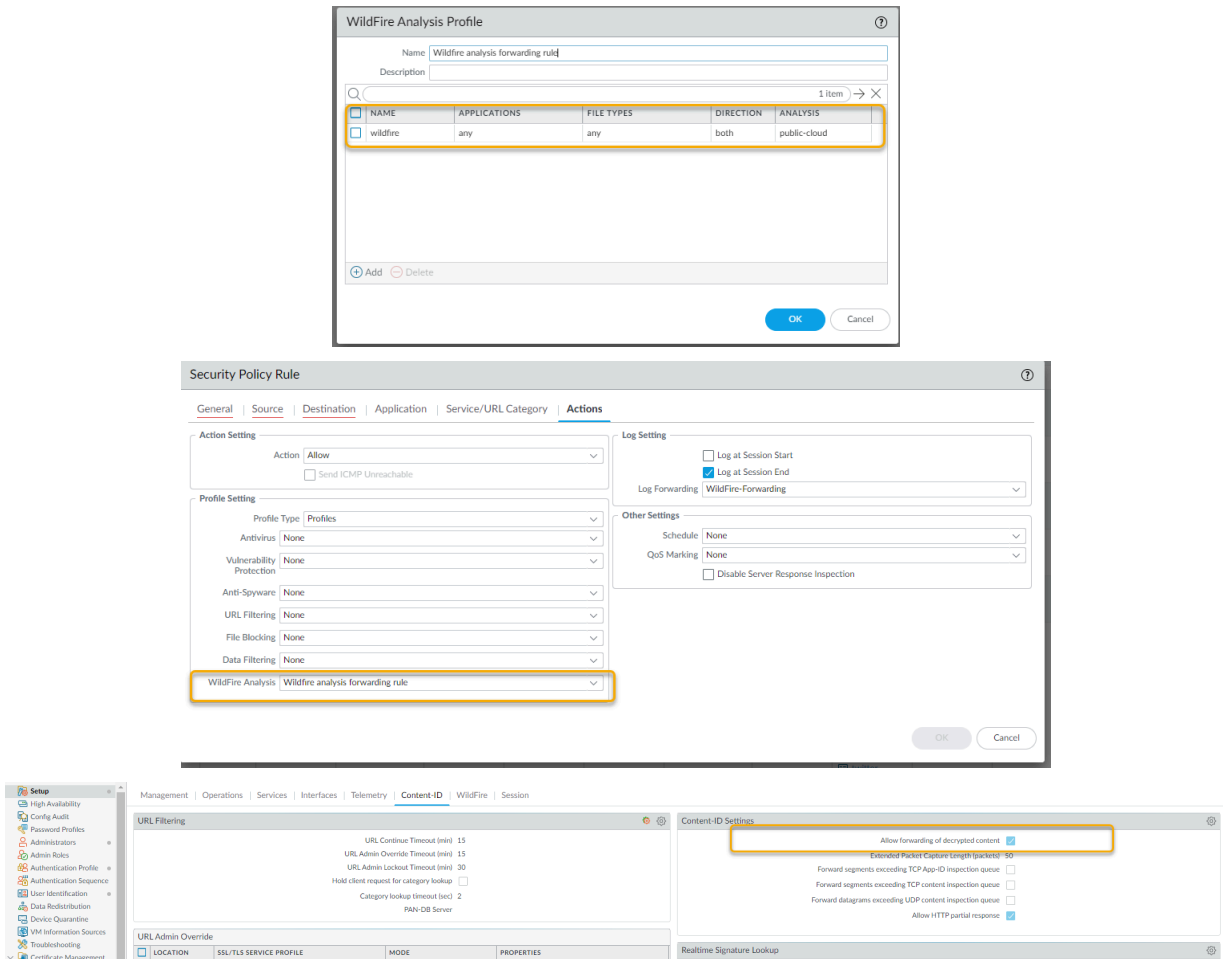 WildFire Analysis Profile
Name Wildfire analysis forwarding rule
Description
1 item
NAME APPLICATIONS FILE TYPES DIRECTION ANALYSIS
wildfire any any both public-cloud
Add Delete
OK Cancel
Security Policy Rule
General Source Destination Application Service/URL Category Actions
Action Setting
Action Allow
Send ICMP Unreachable
Profile Setting
Profile Type Profiles
Antivirus None
Vulnerability Protection None
Anti-Spyware None
URL Filtering None
File Blocking None
Data Filtering None
WildFire Analysis Wildfire analysis forwarding rule
Log Setting
Log at Session Start
Log at Session End
Log Forwarding WildFire-Forwarding
Other Settings
Schedule None
QoS Marking None
Disable Server Response Inspection
OK Cancel
Setup
High Availability
Config Audit
Password Profiles
Administrators
Admin Roles
Authentication Profile
Authentication Sequence
User Identification
Data Redistribution
Device Quarantine
VM Information Sources
Troubleshooting
Certificate Management
Management Operations Services Interfaces Telemetry Content-ID WildFire Session
URL Filtering
URL Continue Timeout (min) 15
URL Admin Override Timeout (min) 15
URL Admin Lockout Timeout (min) 30
Hold client request for category lookup
Category lookup timeout (sec) 2
PAN-DB Server
URL Admin Override
LOCATION SSL/TLS SERVICE PROFILE MODE PROPERTIES
Content-ID Settings
Allow forwarding of decrypted content
Extended Packet Capture Length (packets) 50
Forward segments exceeding TCP App-ID inspection queue
Forward segments exceeding TCP content inspection queue
Forward datagrams exceeding UDP content inspection queue
Allow HTTP partial response
Realtime Signature Lookup